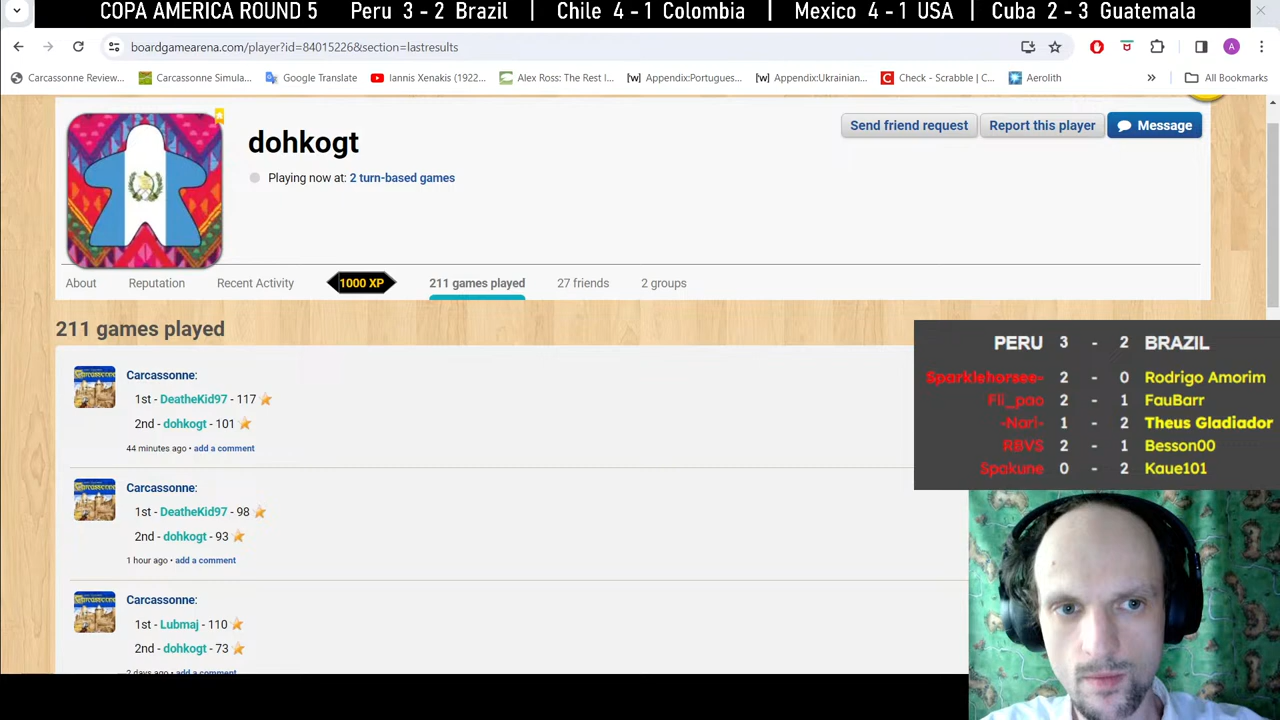 COPA AMERICA ROUND 5 Peru 3 - 2 Brazil | Chile 4 - 1 Colombia | Mexico 4 - 1 USA | Cuba 2 - 3 Guatemala
boardgamearena.com/player?id=84015226&section=lastresults
A
Carcassonne Review... Carcassonne Simula... Google Translate Iannis Xenakis (1922... Alex Ross: The Rest I... [w] Appendix:Portugues... [w] Appendix:Ukrainian... C Check - Scrabble | C... Aerolith » All Bookmarks
dohkogt
Send friend request Report this player Message
Playing now at: 2 turn-based games
About Reputation Recent Activity 1000 XP 211 games played 27 friends 2 groups
211 games played
Carcassonne:
1st - DeatheKid97 - 117
2nd - dohkogt - 101
44 minutes ago • add a comment
Carcassonne:
1st - DeatheKid97 - 98
2nd - dohkogt - 93
1 hour ago • add a comment
Carcassonne:
1st - Lubmaj - 110
2nd - dohkogt - 73
2 days ago • add a comment
PERU 3 - 2 BRAZIL
Sparklehorsee- 2 - 0 Rodrigo Amorim
Fli_pao 2 - 1 FauBarr
-Nari- 1 - 2 Theus Gladiador
RBVS 2 - 1 Besson00
Spakune 0 - 2 Kaue101